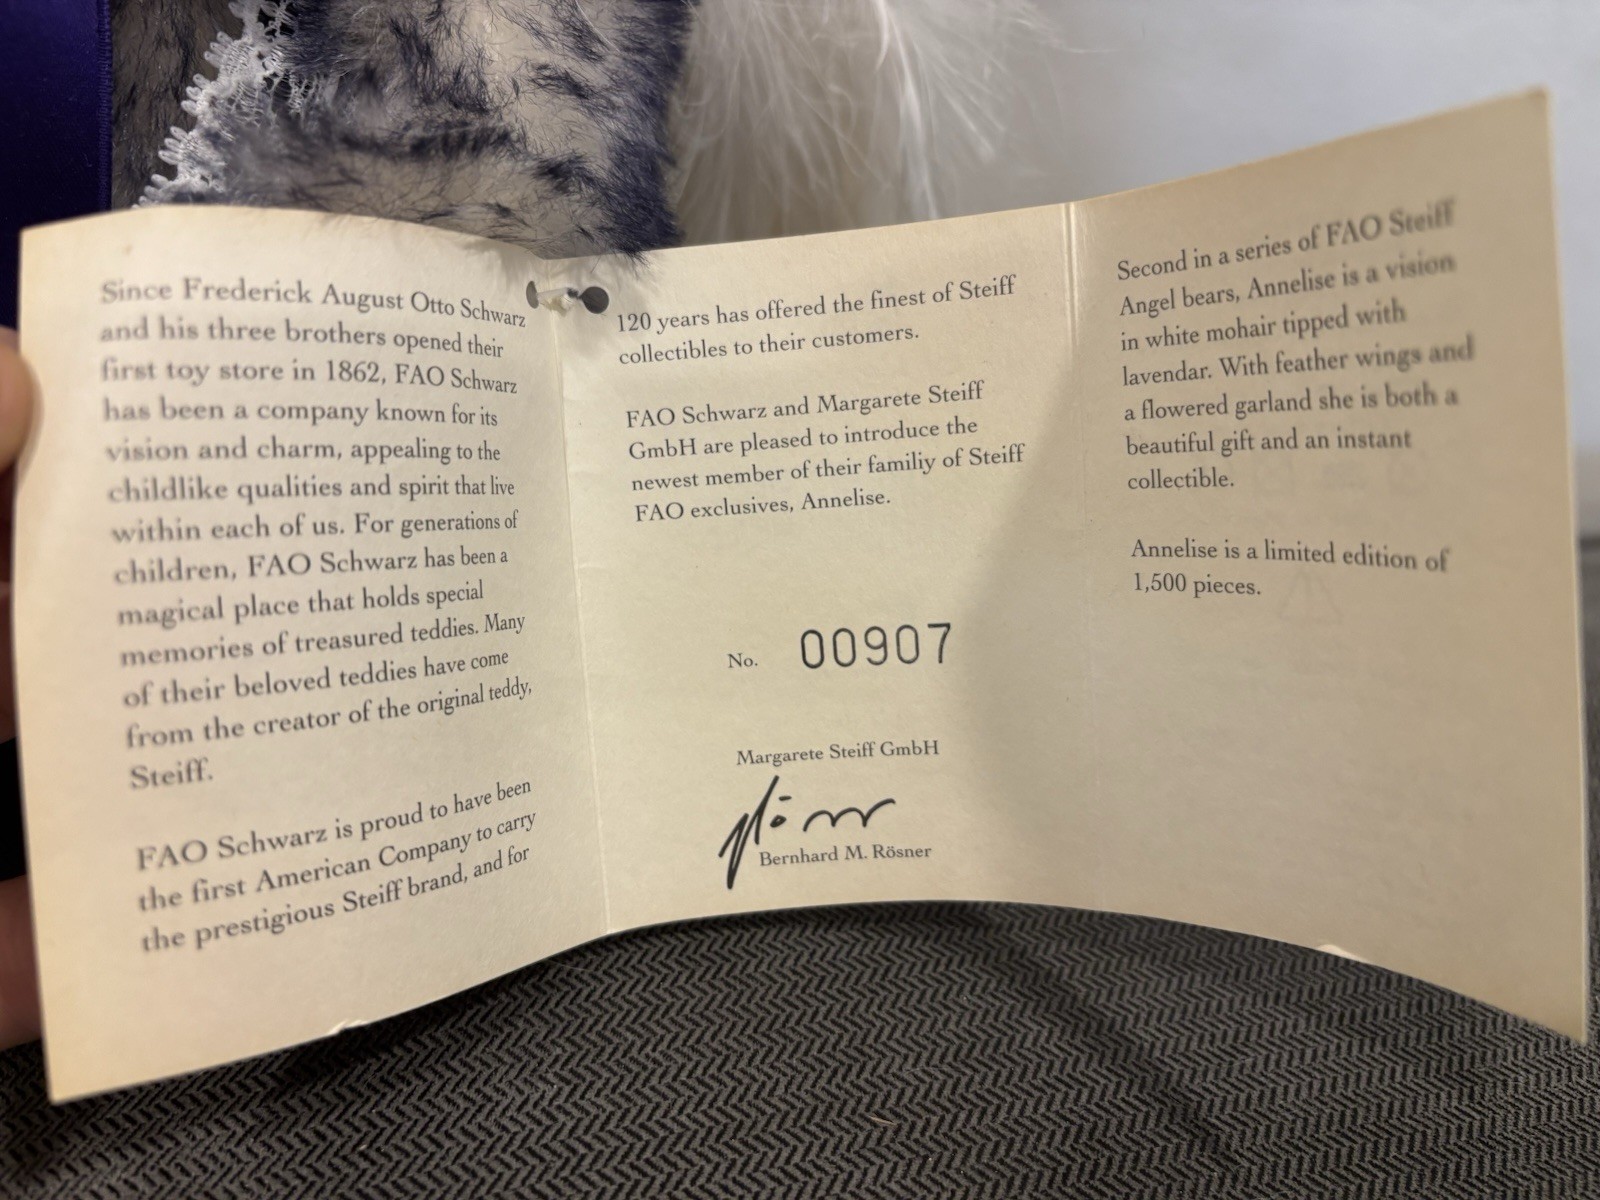 Since Frederick August Otto Schwarz
and his three brothers opened their
first toy store in 1862, FAO Schwarz
has been a company known for its
vision and charm, appealing to the
childlike qualities and spirit that live
within each of us. For generations of
children, FAO Schwarz has been a
magical place that holds special
memories of treasured teddies. Many
of their beloved teddies have come
from the creator of the original teddy,
Steiff.
FAO Schwarz is proud to have been
the first American Company to carry
the prestigious Steiff brand, and for
120 years has offered the finest of Steiff
collectibles to their customers.
FAO Schwarz and Margarete Steiff
GmbH are pleased to introduce the
newest member of their familiy of Steiff
FAO exclusives, Annelise.
No. 00907
Margarete Steiff GmbH
Bernhard M. Rösner
Second in a series of FAO Steiff
Angel bears, Annelise is a vision
in white mohair tipped with
lavendar. With feather wings and
a flowered garland she is both a
beautiful gift and an instant
collectible.
Annelise is a limited edition of
1,500 pieces.